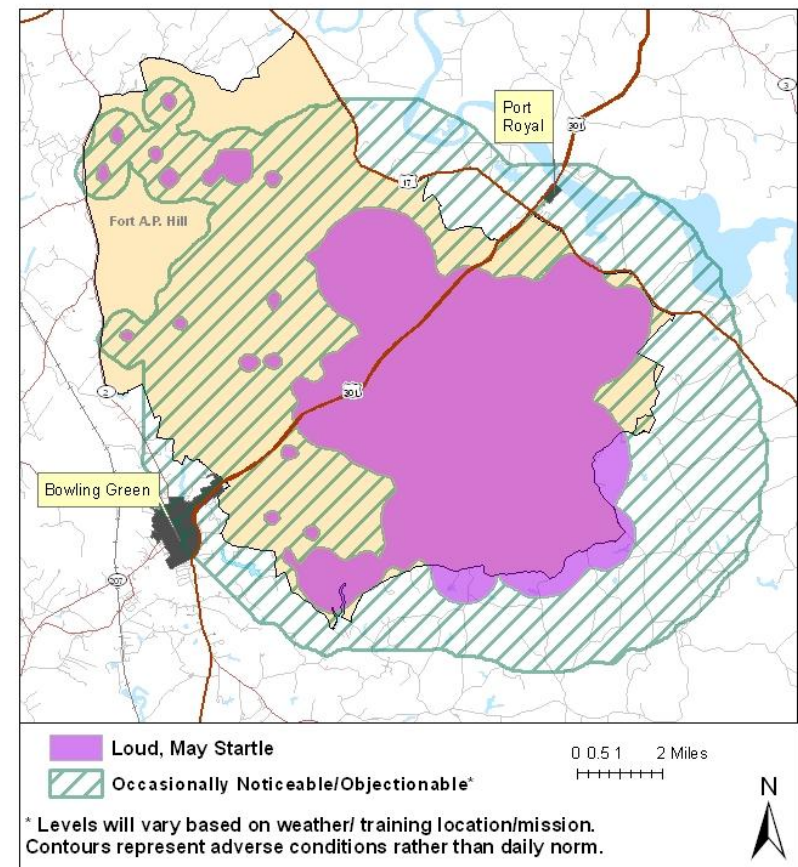 3
Port
Royal
301
17
Fort A.P. Hill
2
301
Bowling Green
207
Loud, May Startle
0 0.5 1 2 Miles
Occasionally Noticeable/Objectionable*
N
* Levels will vary based on weather/ training location/mission.
Contours represent adverse conditions rather than daily norm.